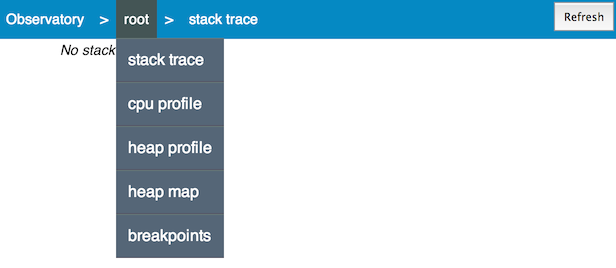 Observatory > root > stack trace Refresh
No stack
stack trace
cpu profile
heap profile
heap map
breakpoints